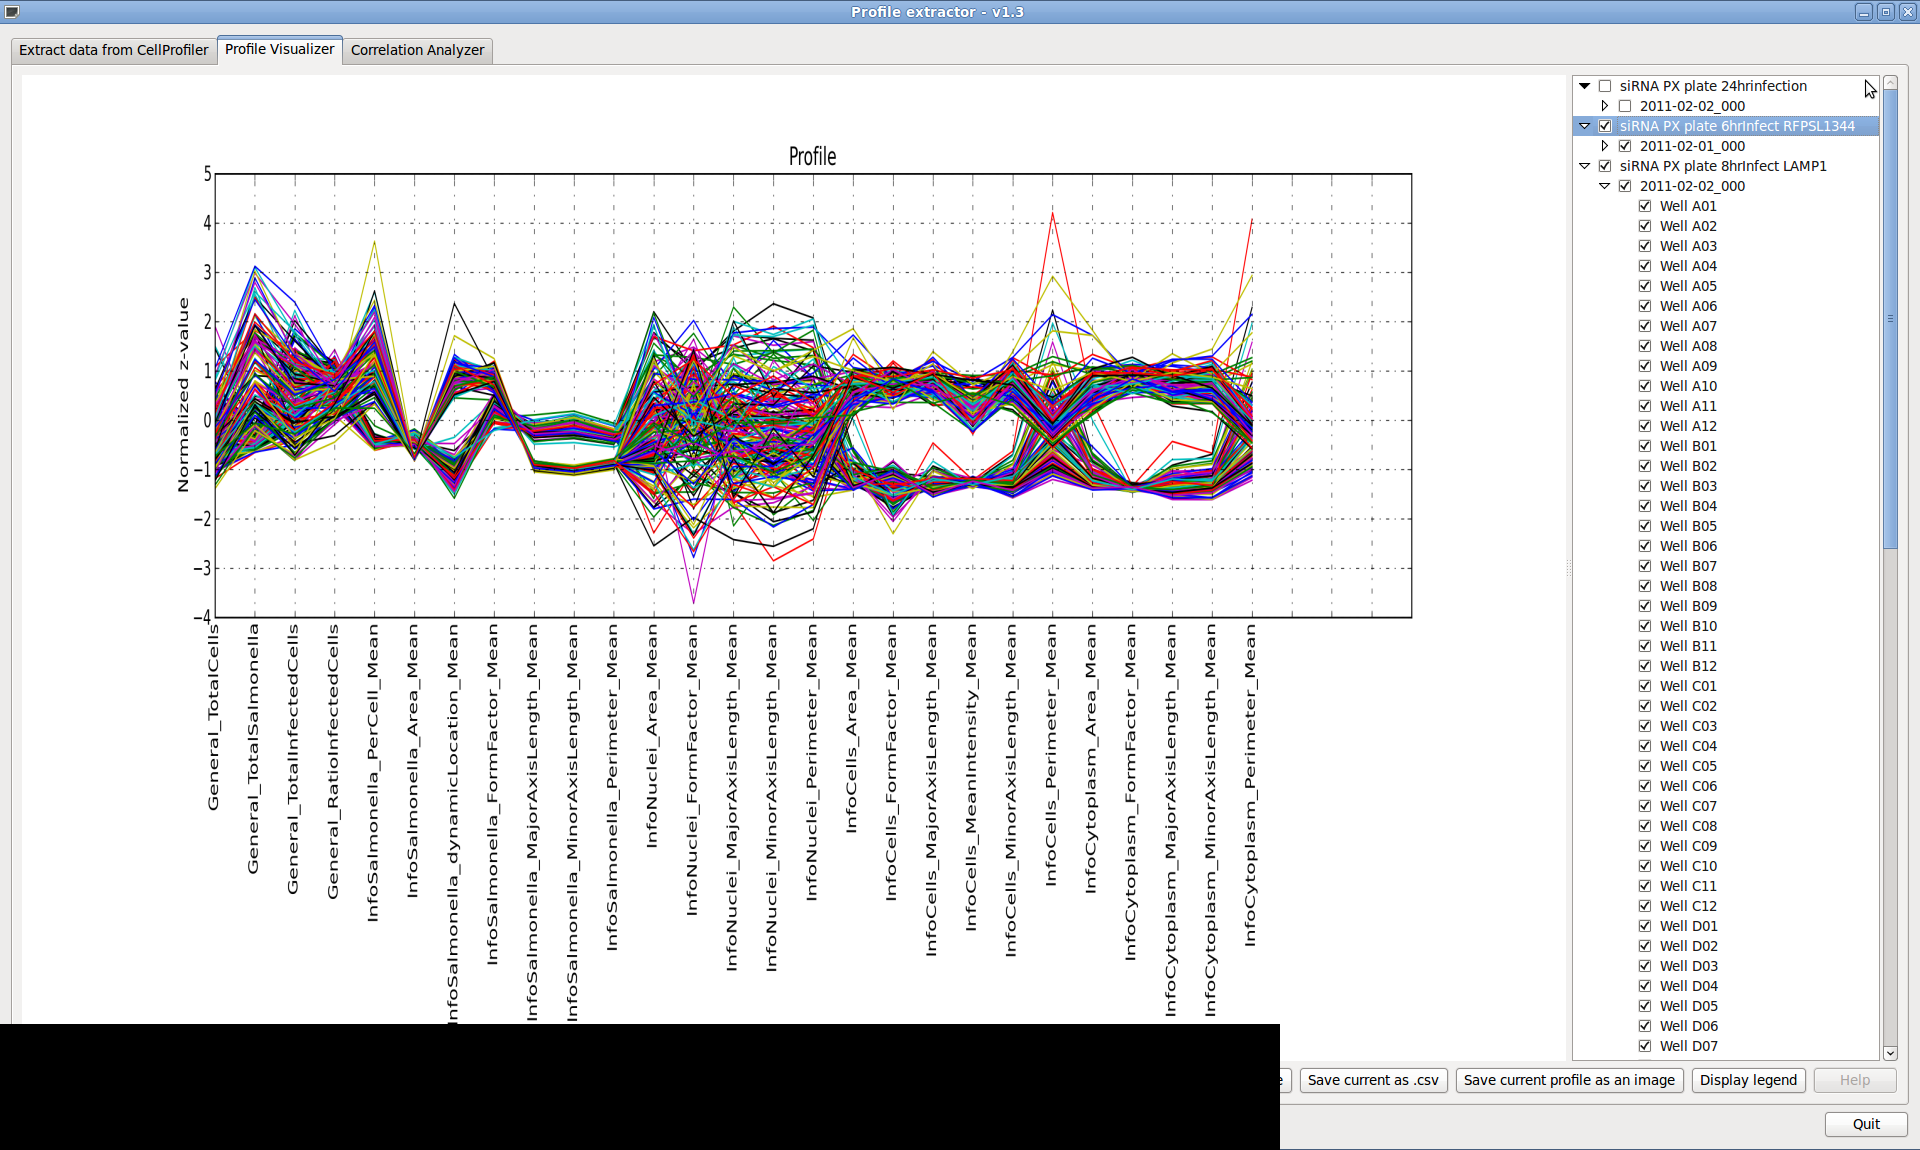 Profile extractor - v1.3
Extract data from CellProfiler
Profile Visualizer
Correlation Analyzer
Profile
Normalized z-value
5
4
3
2
1
0
−1
−2
−3
−4
General_TotalCells
General_TotalSalmonella
General_TotalInfectedCells
General_RatioInfectedCells
InfoSalmonella_PerCell_Mean
InfoSalmonella_Area_Mean
InfoSalmonella_dynamicLocation_Mean
InfoSalmonella_FormFactor_Mean
InfoSalmonella_MajorAxisLength_Mean
InfoSalmonella_MinorAxisLength_Mean
InfoSalmonella_Perimeter_Mean
InfoNuclei_Area_Mean
InfoNuclei_FormFactor_Mean
InfoNuclei_MajorAxisLength_Mean
InfoNuclei_MinorAxisLength_Mean
InfoNuclei_Perimeter_Mean
InfoCells_Area_Mean
InfoCells_FormFactor_Mean
InfoCells_MajorAxisLength_Mean
InfoCells_MeanIntensity_Mean
InfoCells_MinorAxisLength_Mean
InfoCells_Perimeter_Mean
InfoCytoplasm_Area_Mean
InfoCytoplasm_FormFactor_Mean
InfoCytoplasm_MajorAxisLength_Mean
InfoCytoplasm_MinorAxisLength_Mean
InfoCytoplasm_Perimeter_Mean
siRNA PX plate 24hrinfection
2011-02-02_000
siRNA PX plate 6hrInfect RFPSL1344
2011-02-01_000
siRNA PX plate 8hrInfect LAMP1
2011-02-02_000
Well A01
Well A02
Well A03
Well A04
Well A05
Well A06
Well A07
Well A08
Well A09
Well A10
Well A11
Well A12
Well B01
Well B02
Well B03
Well B04
Well B05
Well B06
Well B07
Well B08
Well B09
Well B10
Well B11
Well B12
Well C01
Well C02
Well C03
Well C04
Well C05
Well C06
Well C07
Well C08
Well C09
Well C10
Well C11
Well C12
Well D01
Well D02
Well D03
Well D04
Well D05
Well D06
Well D07
Save current as .csv
Save current profile as an image
Display legend
Help
Quit